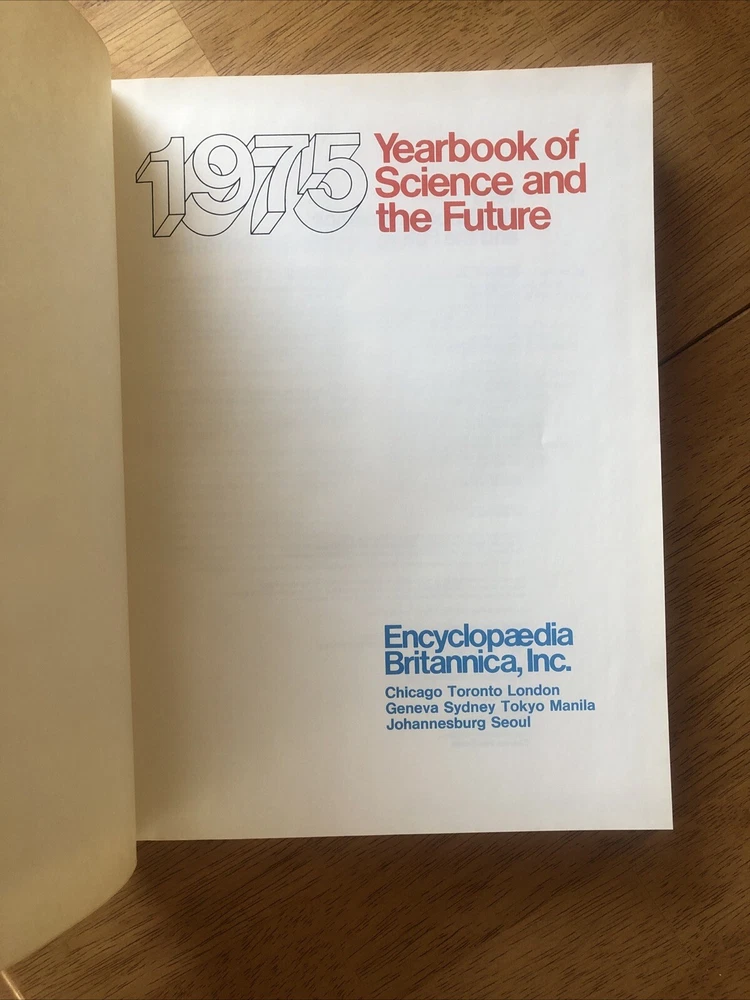 1975
Yearbook of
Science and
the Future
Encyclopædia
Britannica, Inc.
Chicago Toronto London
Geneva Sydney Tokyo Manila
Johannesburg Seoul